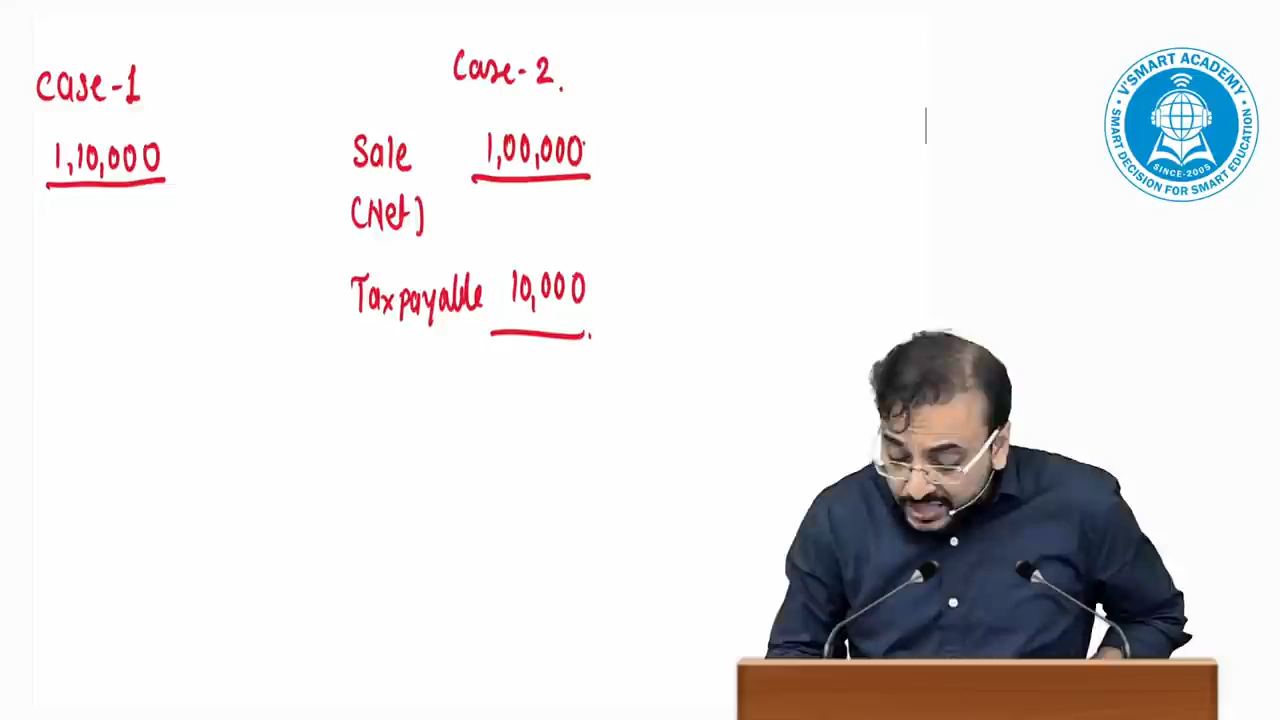 Case-1
1,10,000
Case-2.
Sale 1,00,000
(Net)
Tax payable 10,000
V'SMART ACADEMY
SINCE-2005
SMART DECISION FOR SMART EDUCATION